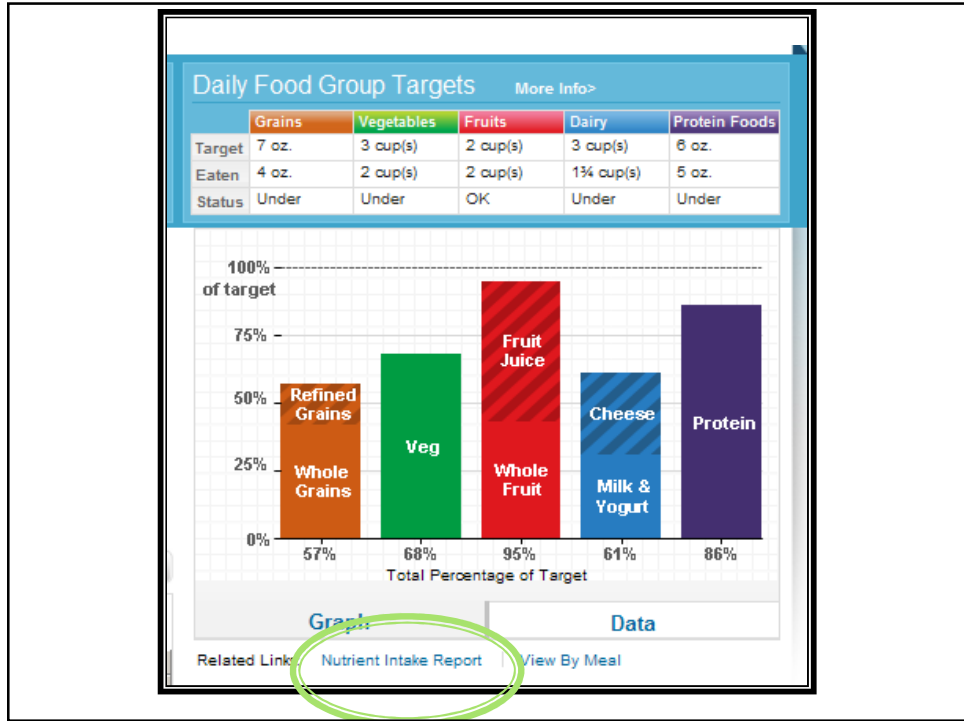 Daily Food Group Targets More Info>
Grains Vegetables Fruits Dairy Protein Foods
Target 7 oz. 3 cup(s) 2 cup(s) 3 cup(s) 6 oz.
Eaten 4 oz. 2 cup(s) 2 cup(s) 1¾ cup(s) 5 oz.
Status Under Under OK Under Under
100%
of target
75%
50%
25%
0%
Refined
Grains
Whole
Grains
Veg
Fruit
Juice
Whole
Fruit
Cheese
Milk &
Yogurt
Protein
57% 68% 95% 61% 86%
Total Percentage of Target
Graph Data
Related Links: Nutrient Intake Report | View By Meal